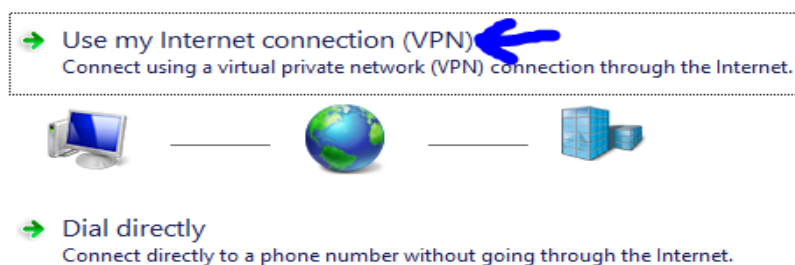 Use my Internet connection (VPN)
Connect using a virtual private network (VPN) connection through the Internet.
Dial directly
Connect directly to a phone number without going through the Internet.